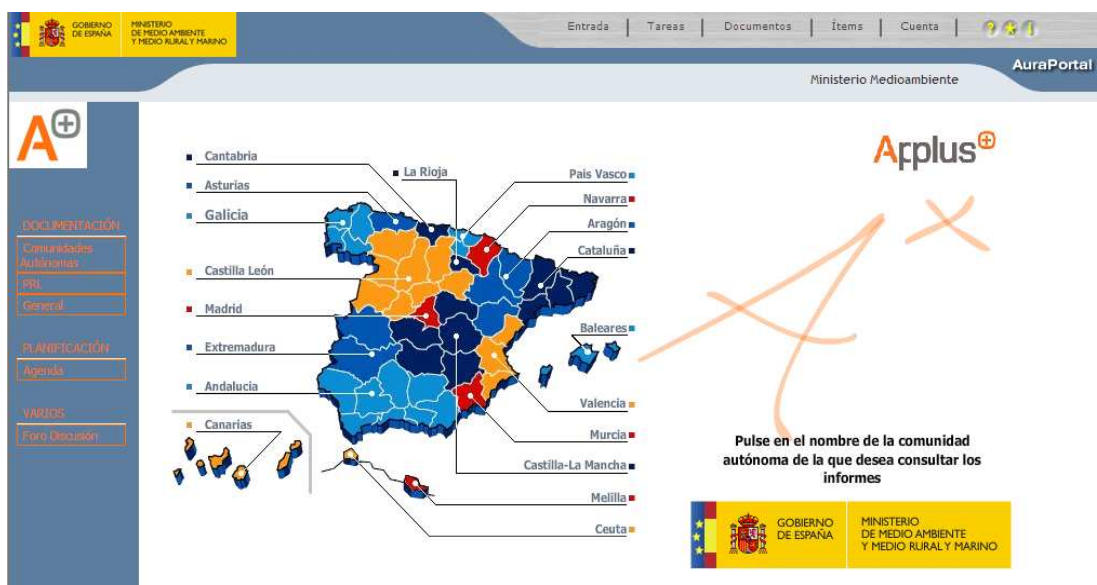 GOBIERNO
DE ESPAÑA
MINISTERIO
DE MEDIO AMBIENTE
Y MEDIO RURAL Y MARINO
Entrada | Tareas | Documentos | Ítems | Cuenta |
AuraPortal
Ministerio Medioambiente
A+
Applus+
Cantabria
La Rioja
Pais Vasco
Asturias
Navarra
Galicia
Aragón
Cataluña
Castilla León
Madrid
Baleares
Extremadura
Andalucia
Valencia
Canarias
Murcia
Castilla-La Mancha
Melilla
Ceuta
DOCUMENTACIÓN
Comunidades
Autónomas
PRL
General
PLANIFICACIÓN
Agenda
VARIOS
Foro Discusión
Pulse en el nombre de la comunidad
autónoma de la que desea consultar los
informes
GOBIERNO
DE ESPAÑA
MINISTERIO
DE MEDIO AMBIENTE
Y MEDIO RURAL Y MARINO